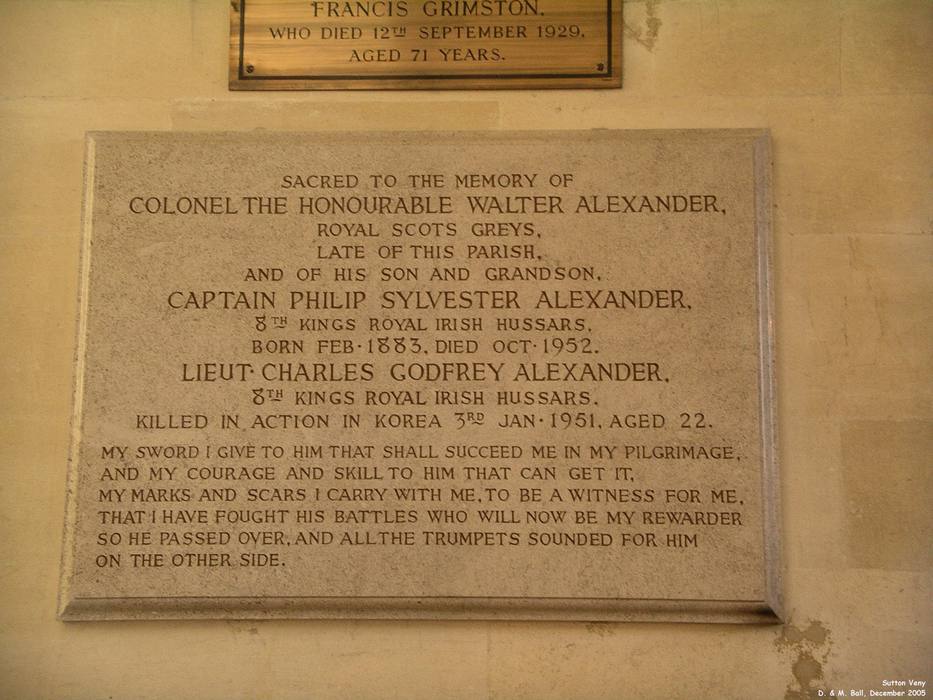 FRANCIS GRIMSTON.
WHO DIED 12TH SEPTEMBER 1929,
AGED 71 YEARS.
SACRED TO THE MEMORY OF
COLONEL THE HONOURABLE WALTER ALEXANDER,
ROYAL SCOTS GREYS,
LATE OF THIS PARISH,
AND OF HIS SON AND GRANDSON,
CAPTAIN PHILIP SYLVESTER ALEXANDER,
8TH KINGS ROYAL IRISH HUSSARS,
BORN FEB·1883, DIED OCT·1952.
LIEUT·CHARLES GODFREY ALEXANDER,
8TH KINGS ROYAL IRISH HUSSARS.
KILLED IN ACTION IN KOREA 3RD JAN·1951, AGED 22.
MY SWORD I GIVE TO HIM THAT SHALL SUCCEED ME IN MY PILGRIMAGE,
AND MY COURAGE AND SKILL TO HIM THAT CAN GET IT,
MY MARKS AND SCARS I CARRY WITH ME, TO BE A WITNESS FOR ME,
THAT I HAVE FOUGHT HIS BATTLES WHO WILL NOW BE MY REWARDER
SO HE PASSED OVER, AND ALL THE TRUMPETS SOUNDED FOR HIM
ON THE OTHER SIDE.
Sutton Veny
D. & M. Ball, December 2005